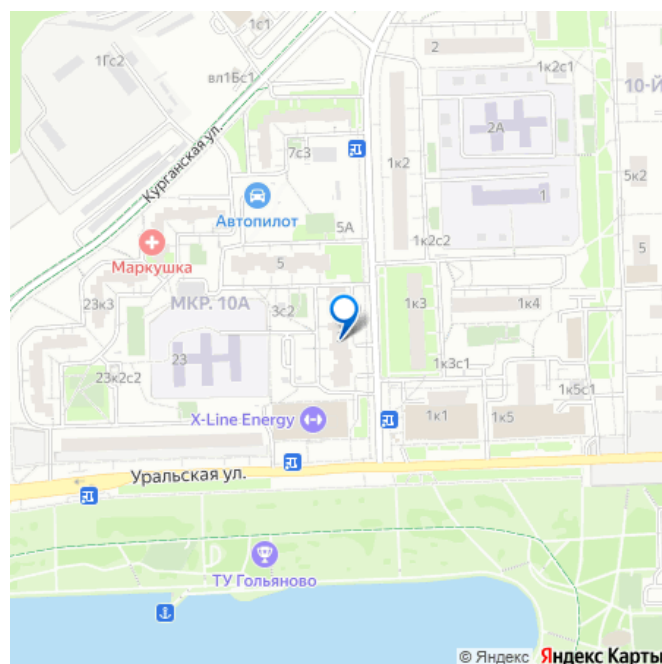 1с1
1Гс2
вл1Бс1
2
1к2с1
10-Й
2А
Курганская ул.
7с3
1к2
5к2
1
Автопилот
5А
1к2с2
5
Маркушка
5
23к3
МКР. 10А
3с2
1к3
1к4
23
1к3с1
23к2с2
1к5с1
X-Line Energy
1к1
1к5
Уральская ул.
ТУ Гольяново
© Яндекс Яндекс Карты